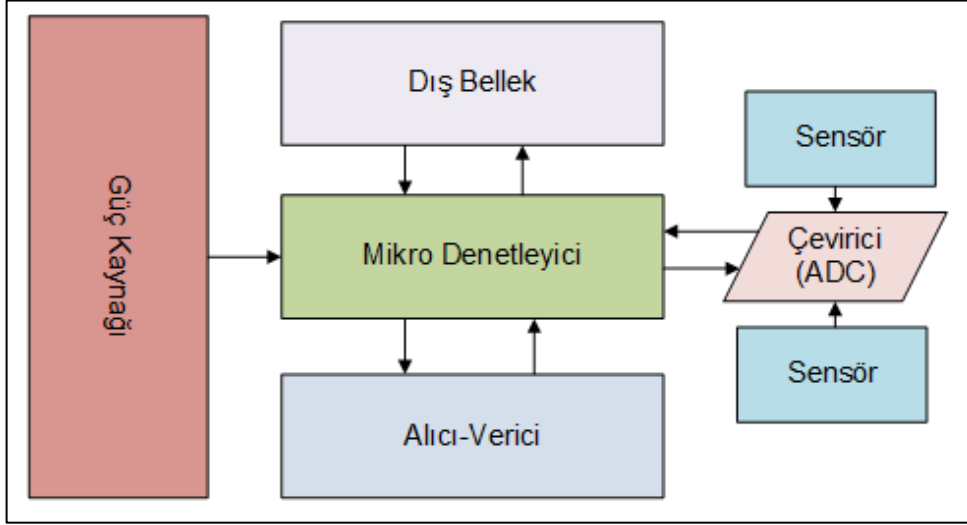 Güç Kaynağı
Dış Bellek
Mikro Denetleyici
Alıcı-Verici
Sensör
Çevirici
(ADC)
Sensör